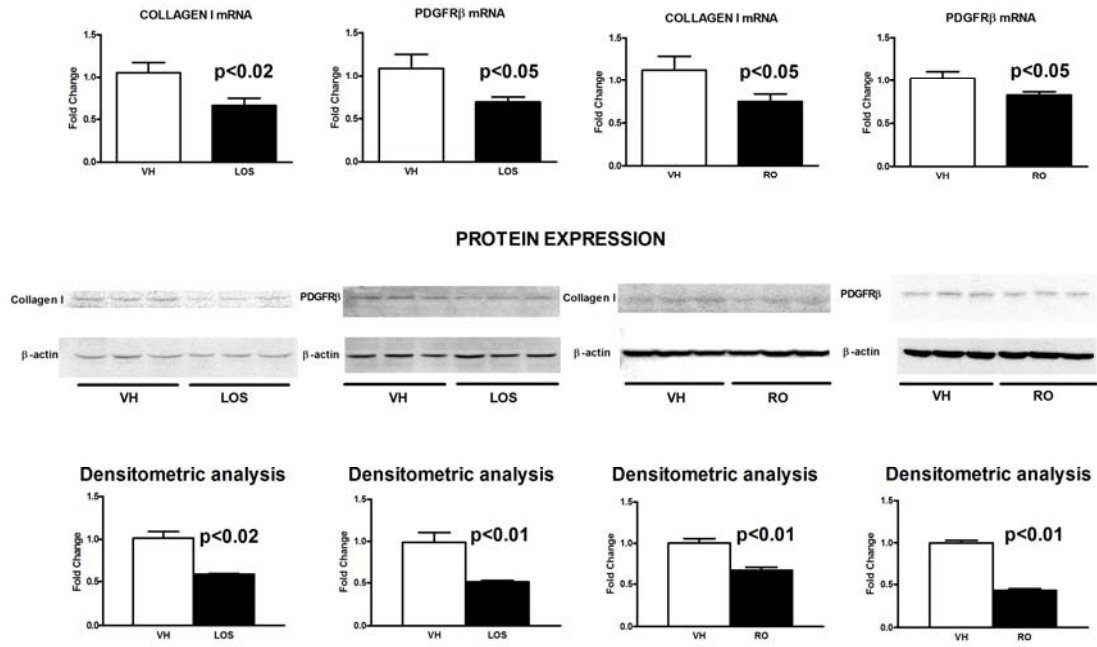 COLLAGEN I mRNA
Fold Change
1.5
1.0
0.5
0.0
p<0.02
VH LOS
PDGFRβ mRNA
Fold Change
1.5
1.0
0.5
0.0
p<0.05
VH LOS
COLLAGEN I mRNA
Fold Change
1.5
1.0
0.5
0.0
p<0.05
VH RO
PDGFRβ mRNA
Fold Change
1.5
1.0
0.5
0.0
p<0.05
VH RO
PROTEIN EXPRESSION
Collagen I
β-actin
VH LOS
PDGFRβ
β-actin
VH LOS
Collagen I
β-actin
VH RO
PDGFRβ
β-actin
VH RO
Densitometric analysis
Fold Change
1.5
1.0
0.5
0.0
p<0.02
VH LOS
Densitometric analysis
Fold Change
1.5
1.0
0.5
0.0
p<0.01
VH LOS
Densitometric analysis
Fold Change
1.5
1.0
0.5
0.0
p<0.01
VH RO
Densitometric analysis
Fold Change
1.5
1.0
0.5
0.0
p<0.01
VH RO